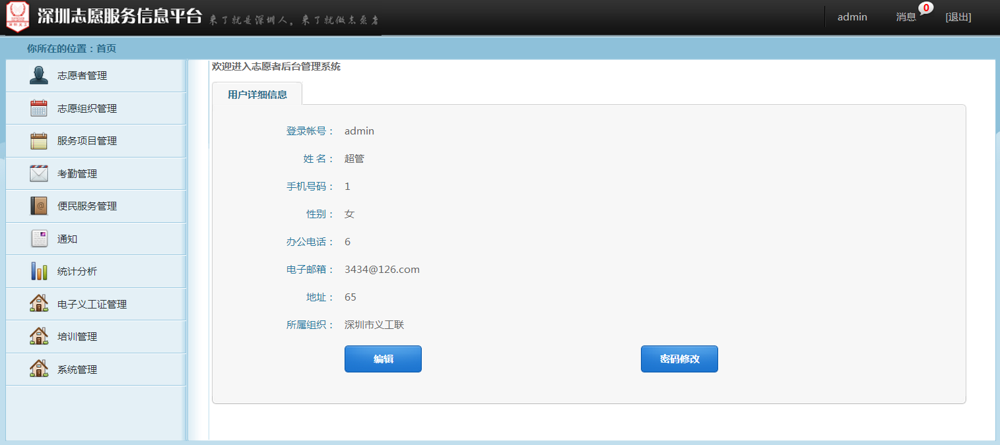 深圳志愿服务信息平台 来了就是深圳人，来了就做志愿者
admin 消息 0 [退出]
你所在的位置：首页
志愿者管理
志愿组织管理
服务项目管理
考勤管理
便民服务管理
通知
统计分析
电子义工证管理
培训管理
系统管理
欢迎进入志愿者后台管理系统
用户详细信息
登录帐号： admin
姓 名： 超管
手机号码： 1
性别： 女
办公电话： 6
电子邮箱： 3434@126.com
地址： 65
所属组织： 深圳市义工联
编辑 密码修改